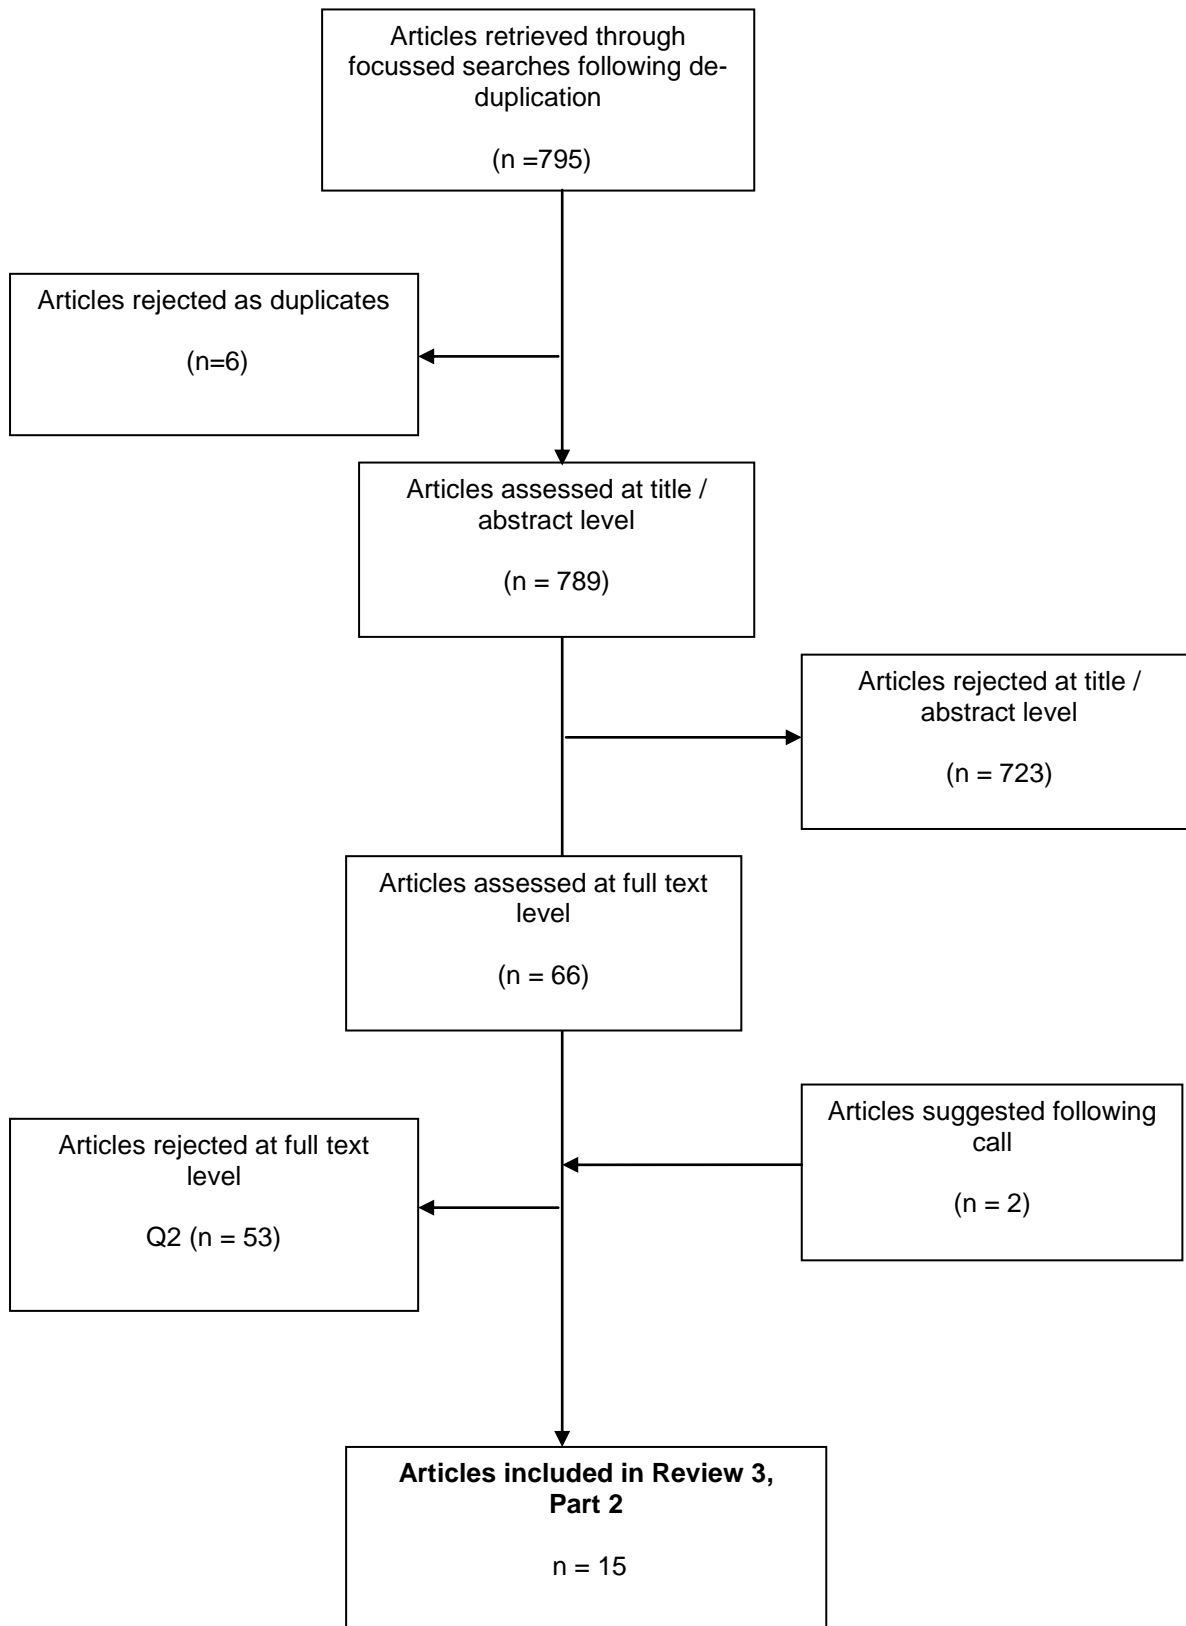 Articles retrieved through
focussed searches following de-
duplication
(n =795)
Articles rejected as duplicates
(n=6)
Articles assessed at title /
abstract level
(n = 789)
Articles rejected at title /
abstract level
(n = 723)
Articles assessed at full text
level
(n = 66)
Articles suggested following
call
(n = 2)
Articles rejected at full text
level
Q2 (n = 53)
Articles included in Review 3,
Part 2
n = 15